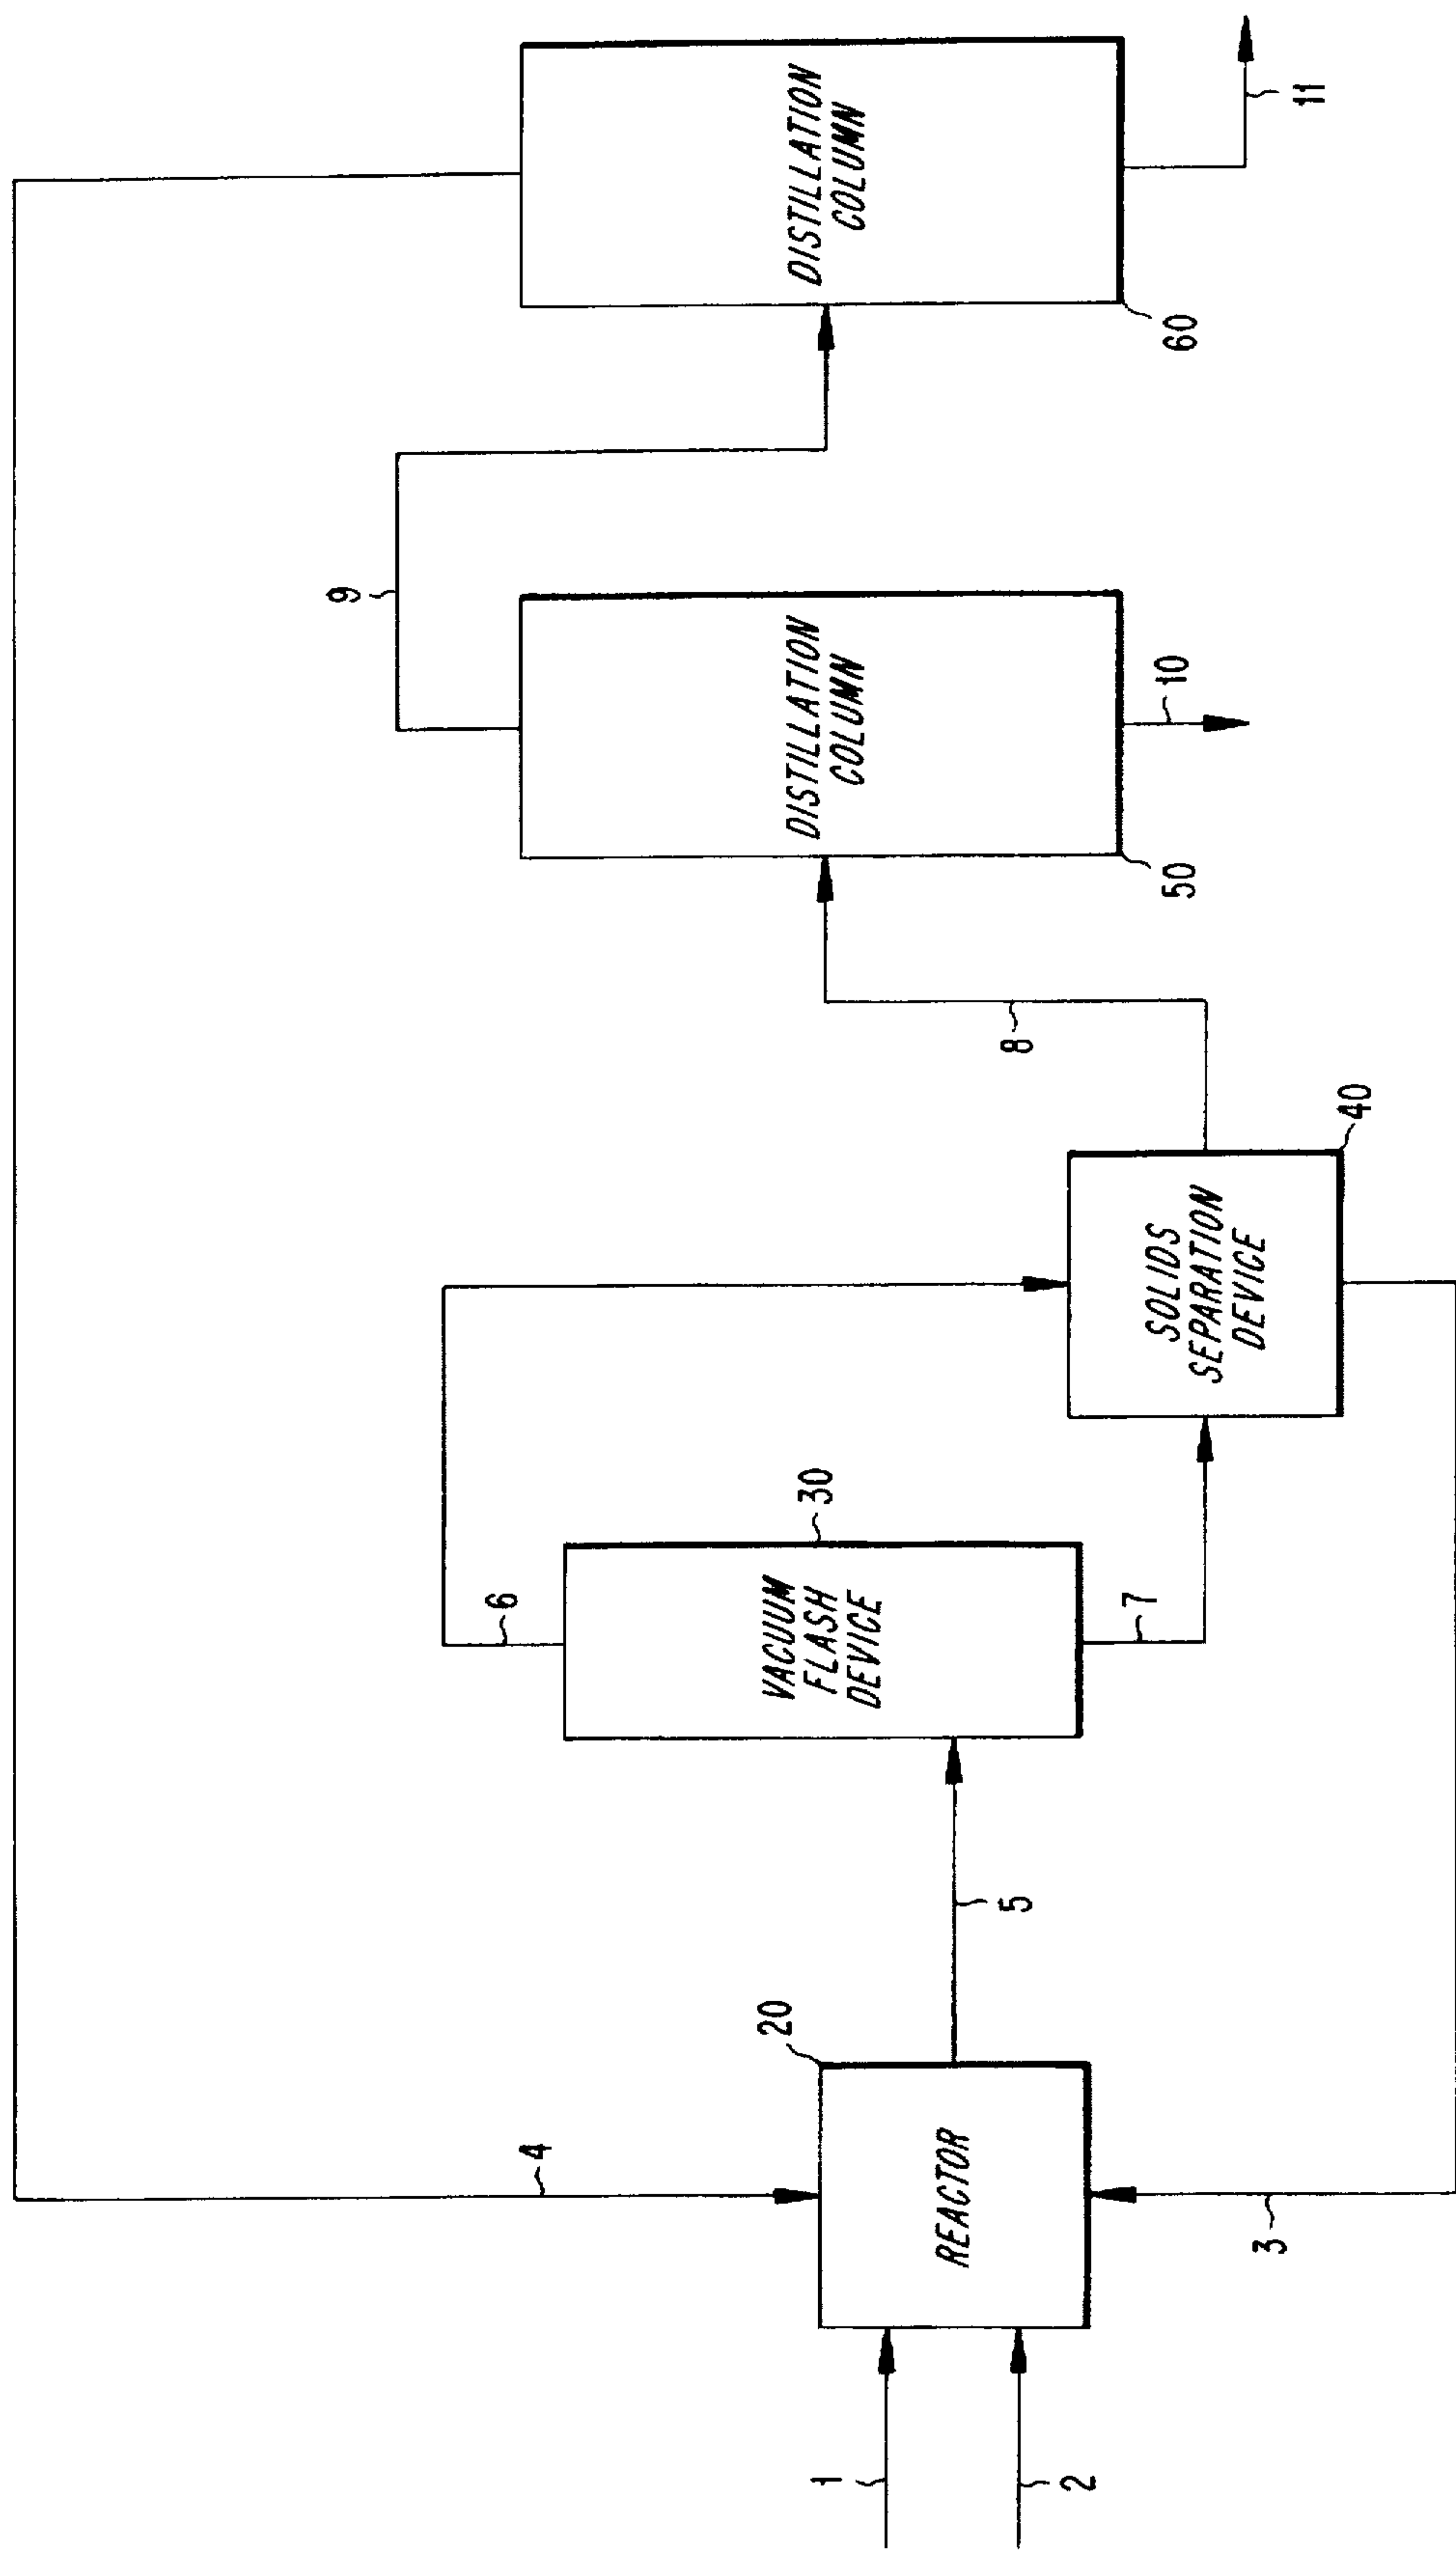 1
2
REACTOR
20
3
4
5
VACUUM
FLASH
DEVICE
30
6
7
SOLIDS
SEPARATION
DEVICE
40
8
DISTILLATION
COLUMN
50
9
10
DISTILLATION
COLUMN
60
11